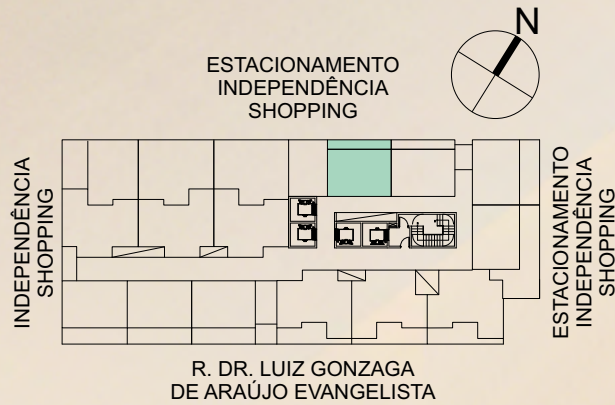 N
ESTACIONAMENTO
INDEPENDÊNCIA
SHOPPING
INDEPENDÊNCIA
SHOPPING
ESTACIONAMENTO
INDEPENDÊNCIA
SHOPPING
R. DR. LUIZ GONZAGA
DE ARAÚJO EVANGELISTA